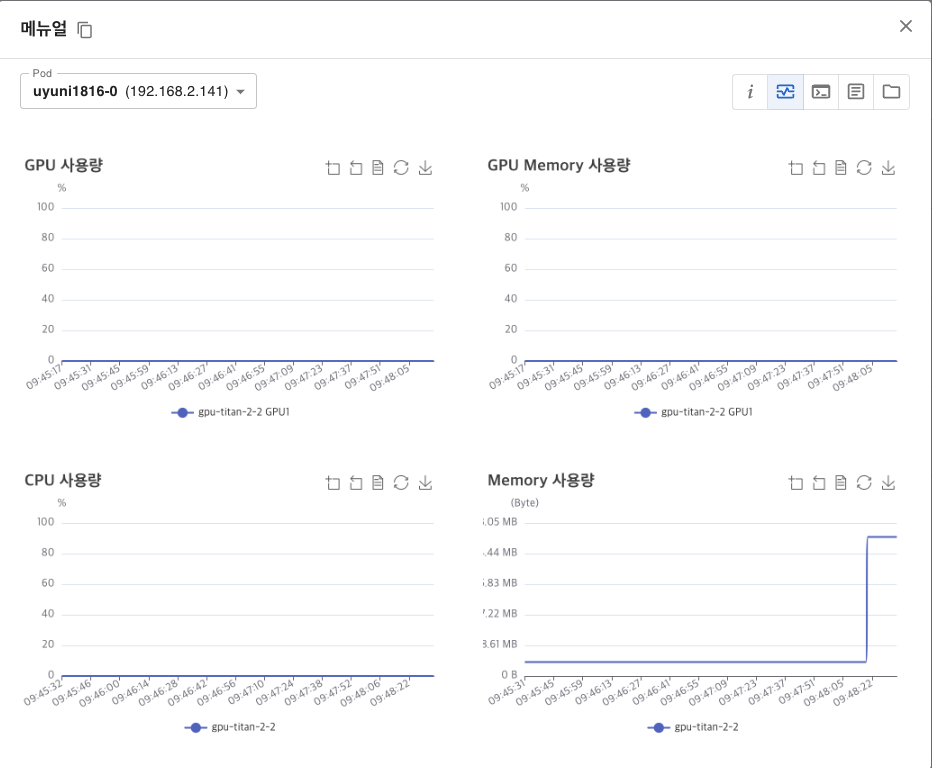 메뉴얼
Pod
uyuni1816-0 (192.168.2.141)
i
GPU 사용량
%
100
80
60
40
20
0
09:45:17 09:45:31 09:45:45 09:45:59 09:46:13 09:46:27 09:46:41 09:46:55 09:47:09 09:47:23 09:47:37 09:47:51 09:48:05
gpu-titan-2-2 GPU1
GPU Memory 사용량
%
100
80
60
40
20
0
09:45:17 09:45:31 09:45:45 09:45:59 09:46:13 09:46:27 09:46:41 09:46:55 09:47:09 09:47:23 09:47:37 09:47:51 09:48:05
gpu-titan-2-2 GPU1
CPU 사용량
%
100
80
60
40
20
0
09:45:32 09:45:46 09:46:00 09:46:14 09:46:28 09:46:42 09:46:56 09:47:10 09:47:24 09:47:38 09:47:52 09:48:06 09:48:22
gpu-titan-2-2
Memory 사용량
(Byte)
.05 MB
.44 MB
.83 MB
7.22 MB
8.61 MB
0 B
09:45:31 09:45:45 09:45:59 09:46:13 09:46:27 09:46:41 09:46:55 09:47:09 09:47:23 09:47:37 09:47:51 09:48:05 09:48:22
gpu-titan-2-2